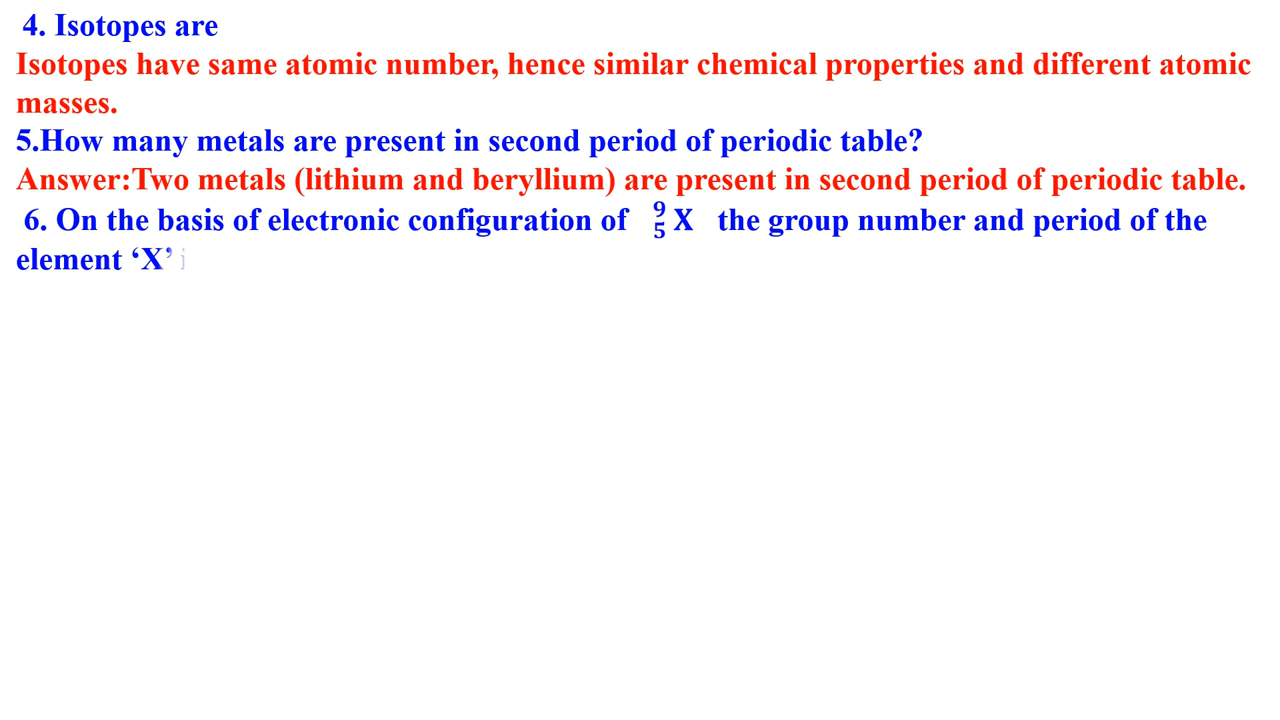 4. Isotopes are
Isotopes have same atomic number, hence similar chemical properties and different atomic
masses.
5.How many metals are present in second period of periodic table?
Answer:Two metals (lithium and beryllium) are present in second period of periodic table.
6. On the basis of electronic configuration of ⁹₅X the group number and period of the
element ‘X’